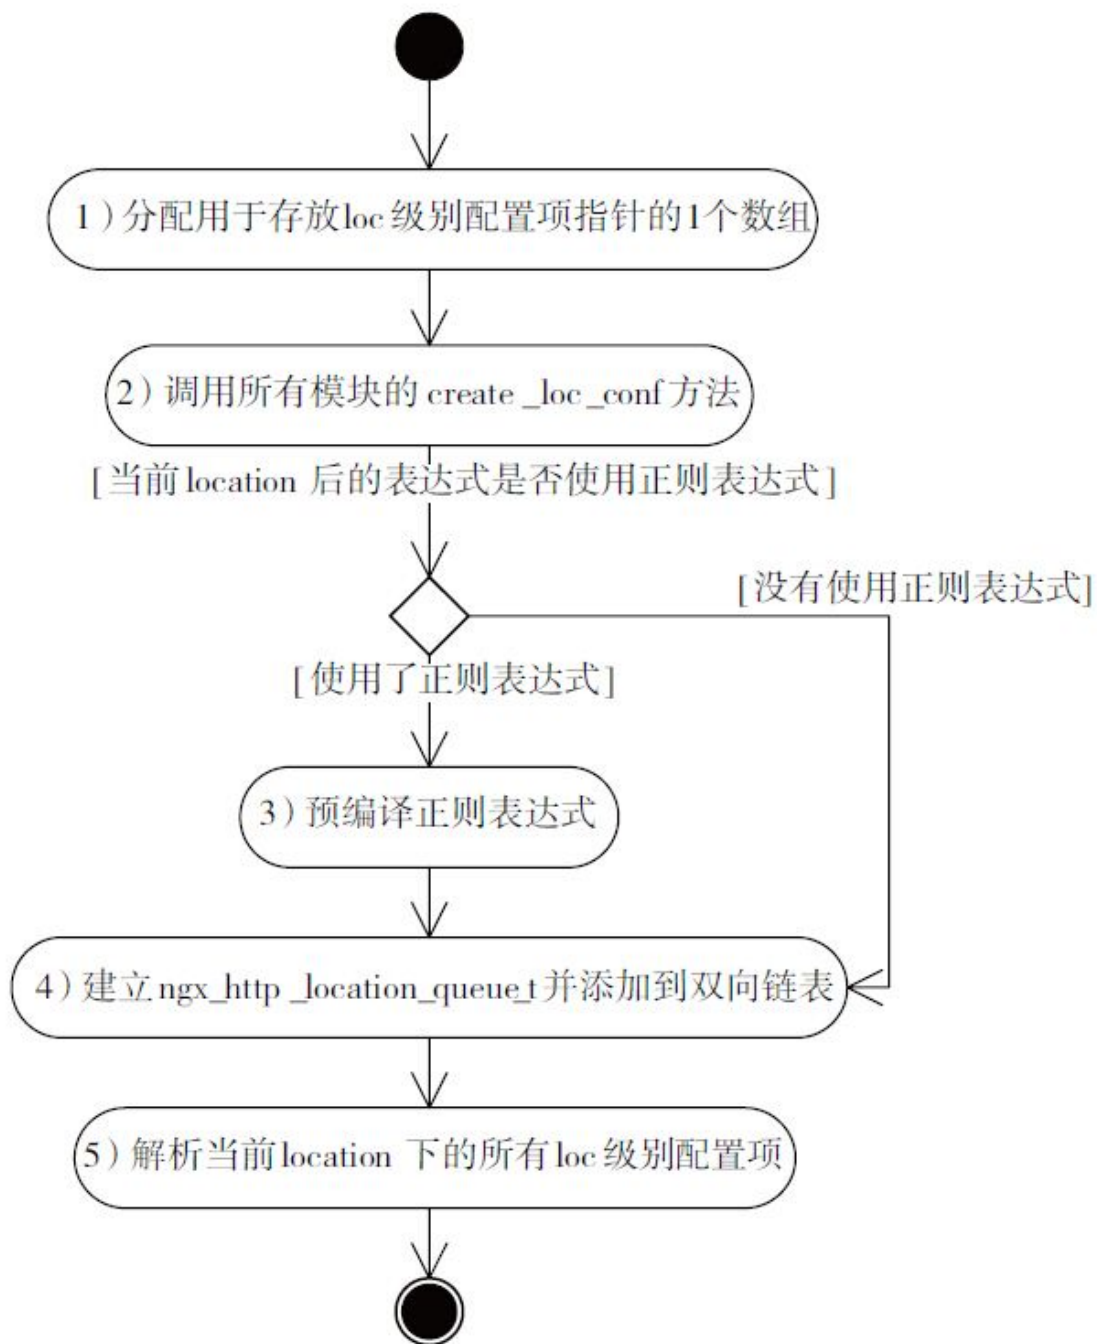 1）分配用于存放loc级别配置项指针的1个数组
2）调用所有模块的create_loc_conf方法
[当前location 后的表达式是否使用正则表达式]
[没有使用正则表达式]
[使用了正则表达式]
3）预编译正则表达式
4）建立ngx_http_location_queue_t并添加到双向链表
5）解析当前location 下的所有loc级别配置项